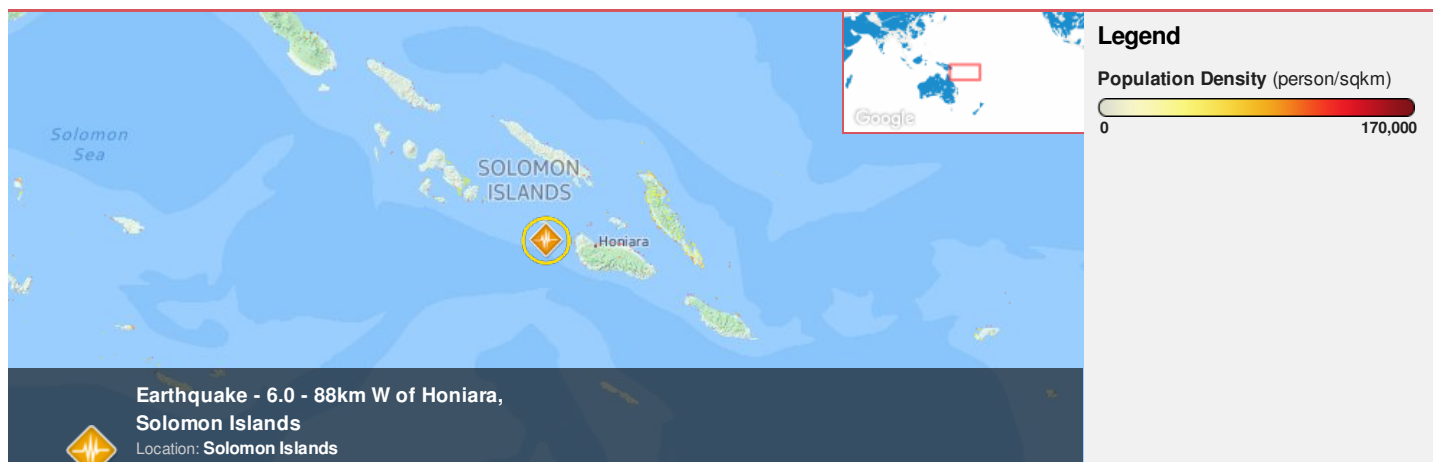 Solomon
Sea
SOLOMON
ISLANDS
Honiara
Google
Legend
Population Density (person/sqkm)
0 170,000
Earthquake - 6.0 - 88km W of Honiara,
Solomon Islands
Location: Solomon Islands